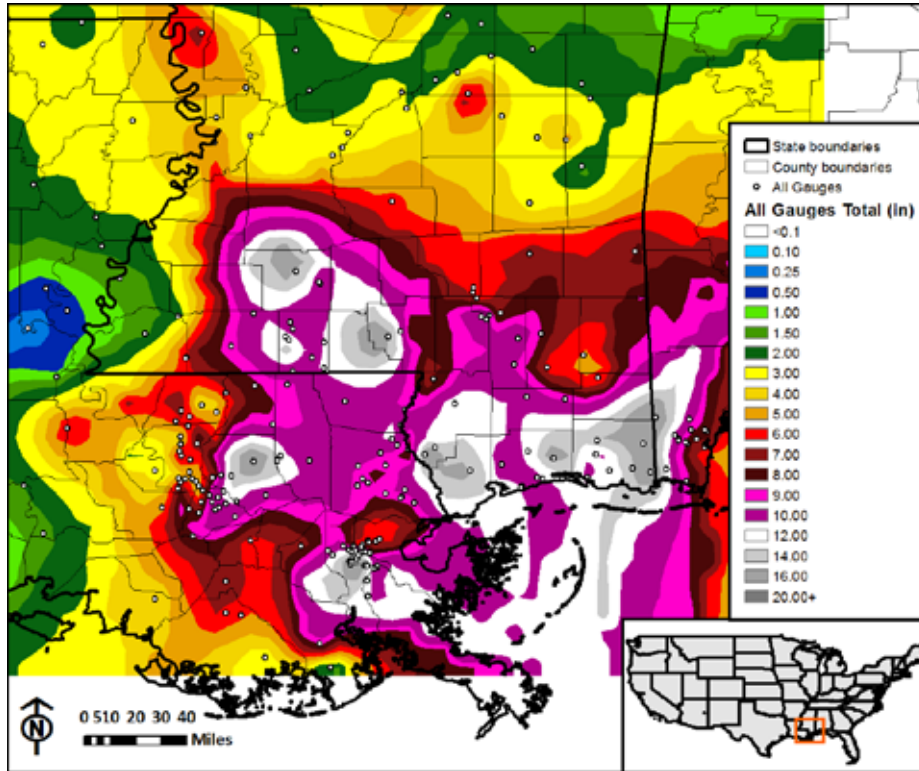 State boundaries
County boundaries
All Gauges
All Gauges Total (in)
<0.1
0.10
0.25
0.50
1.00
1.50
2.00
3.00
4.00
5.00
6.00
7.00
8.00
9.00
10.00
12.00
14.00
16.00
20.00+
N
0 510 20 30 40
Miles